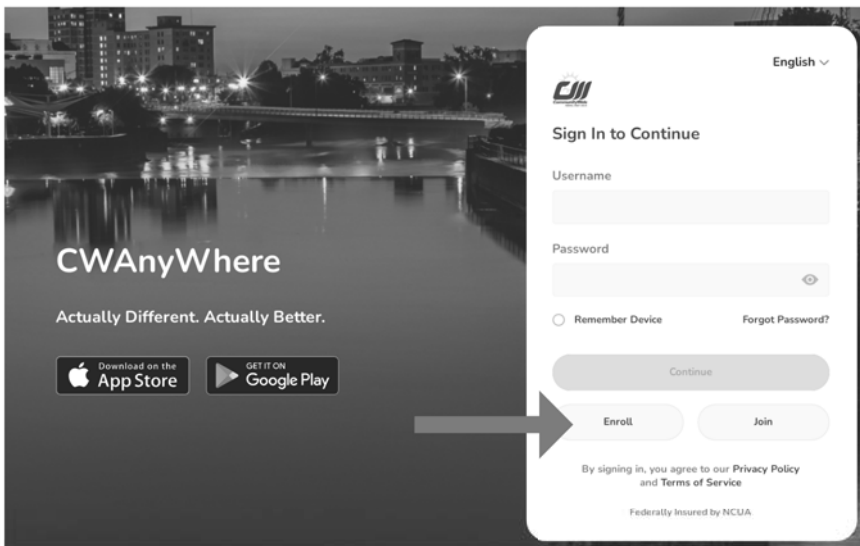 English
CW
CommunityWide
Sign In to Continue
Username
Password
CWAnyWhere
Actually Different. Actually Better.
Remember Device
Forgot Password?
Download on the
App Store
GET IT ON
Google Play
Continue
Enroll
Join
By signing in, you agree to our Privacy Policy
and Terms of Service
Federally Insured by NCUA